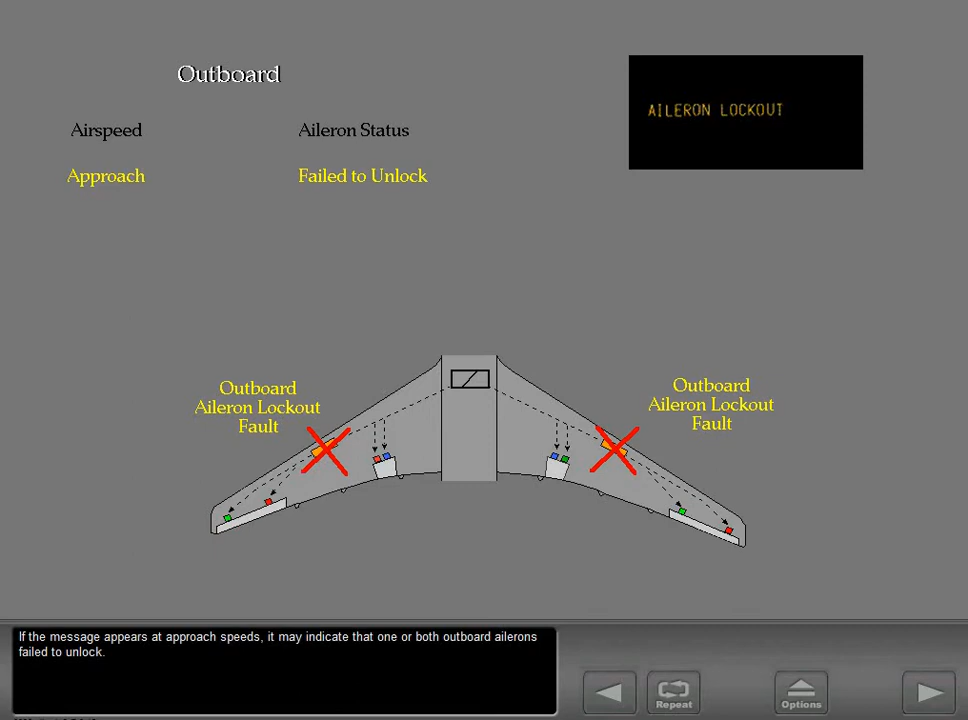 Outboard
AILERON LOCKOUT
Airspeed Aileron Status
Approach Failed to Unlock
Outboard
Aileron Lockout
Fault
Outboard
Aileron Lockout
Fault
If the message appears at approach speeds, it may indicate that one or both outboard ailerons
failed to unlock.
Repeat
Options